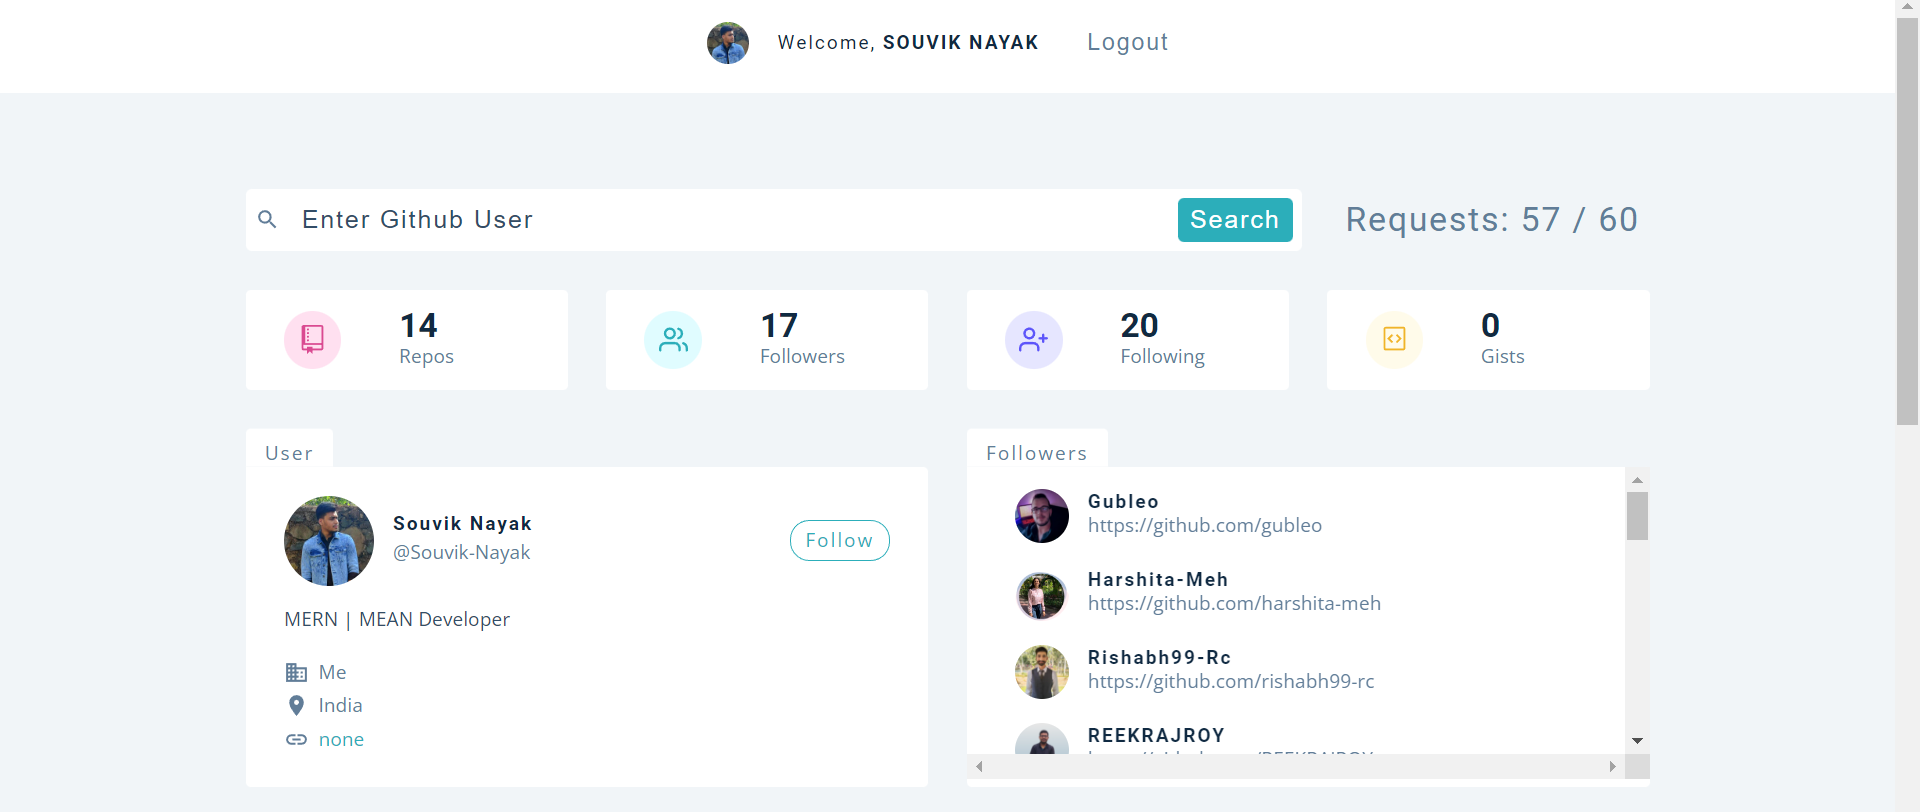 Welcome, SOUVIK NAYAK
Logout
Enter Github User
Search
Requests: 57 / 60
14
Repos
17
Followers
20
Following
0
Gists
User
Souvik Nayak
@Souvik-Nayak
Follow
MERN | MEAN Developer
Me
India
none
Followers
Gubleo
https://github.com/gubleo
Harshita-Meh
https://github.com/harshita-meh
Rishabh99-Rc
https://github.com/rishabh99-rc
REEKRAJROY